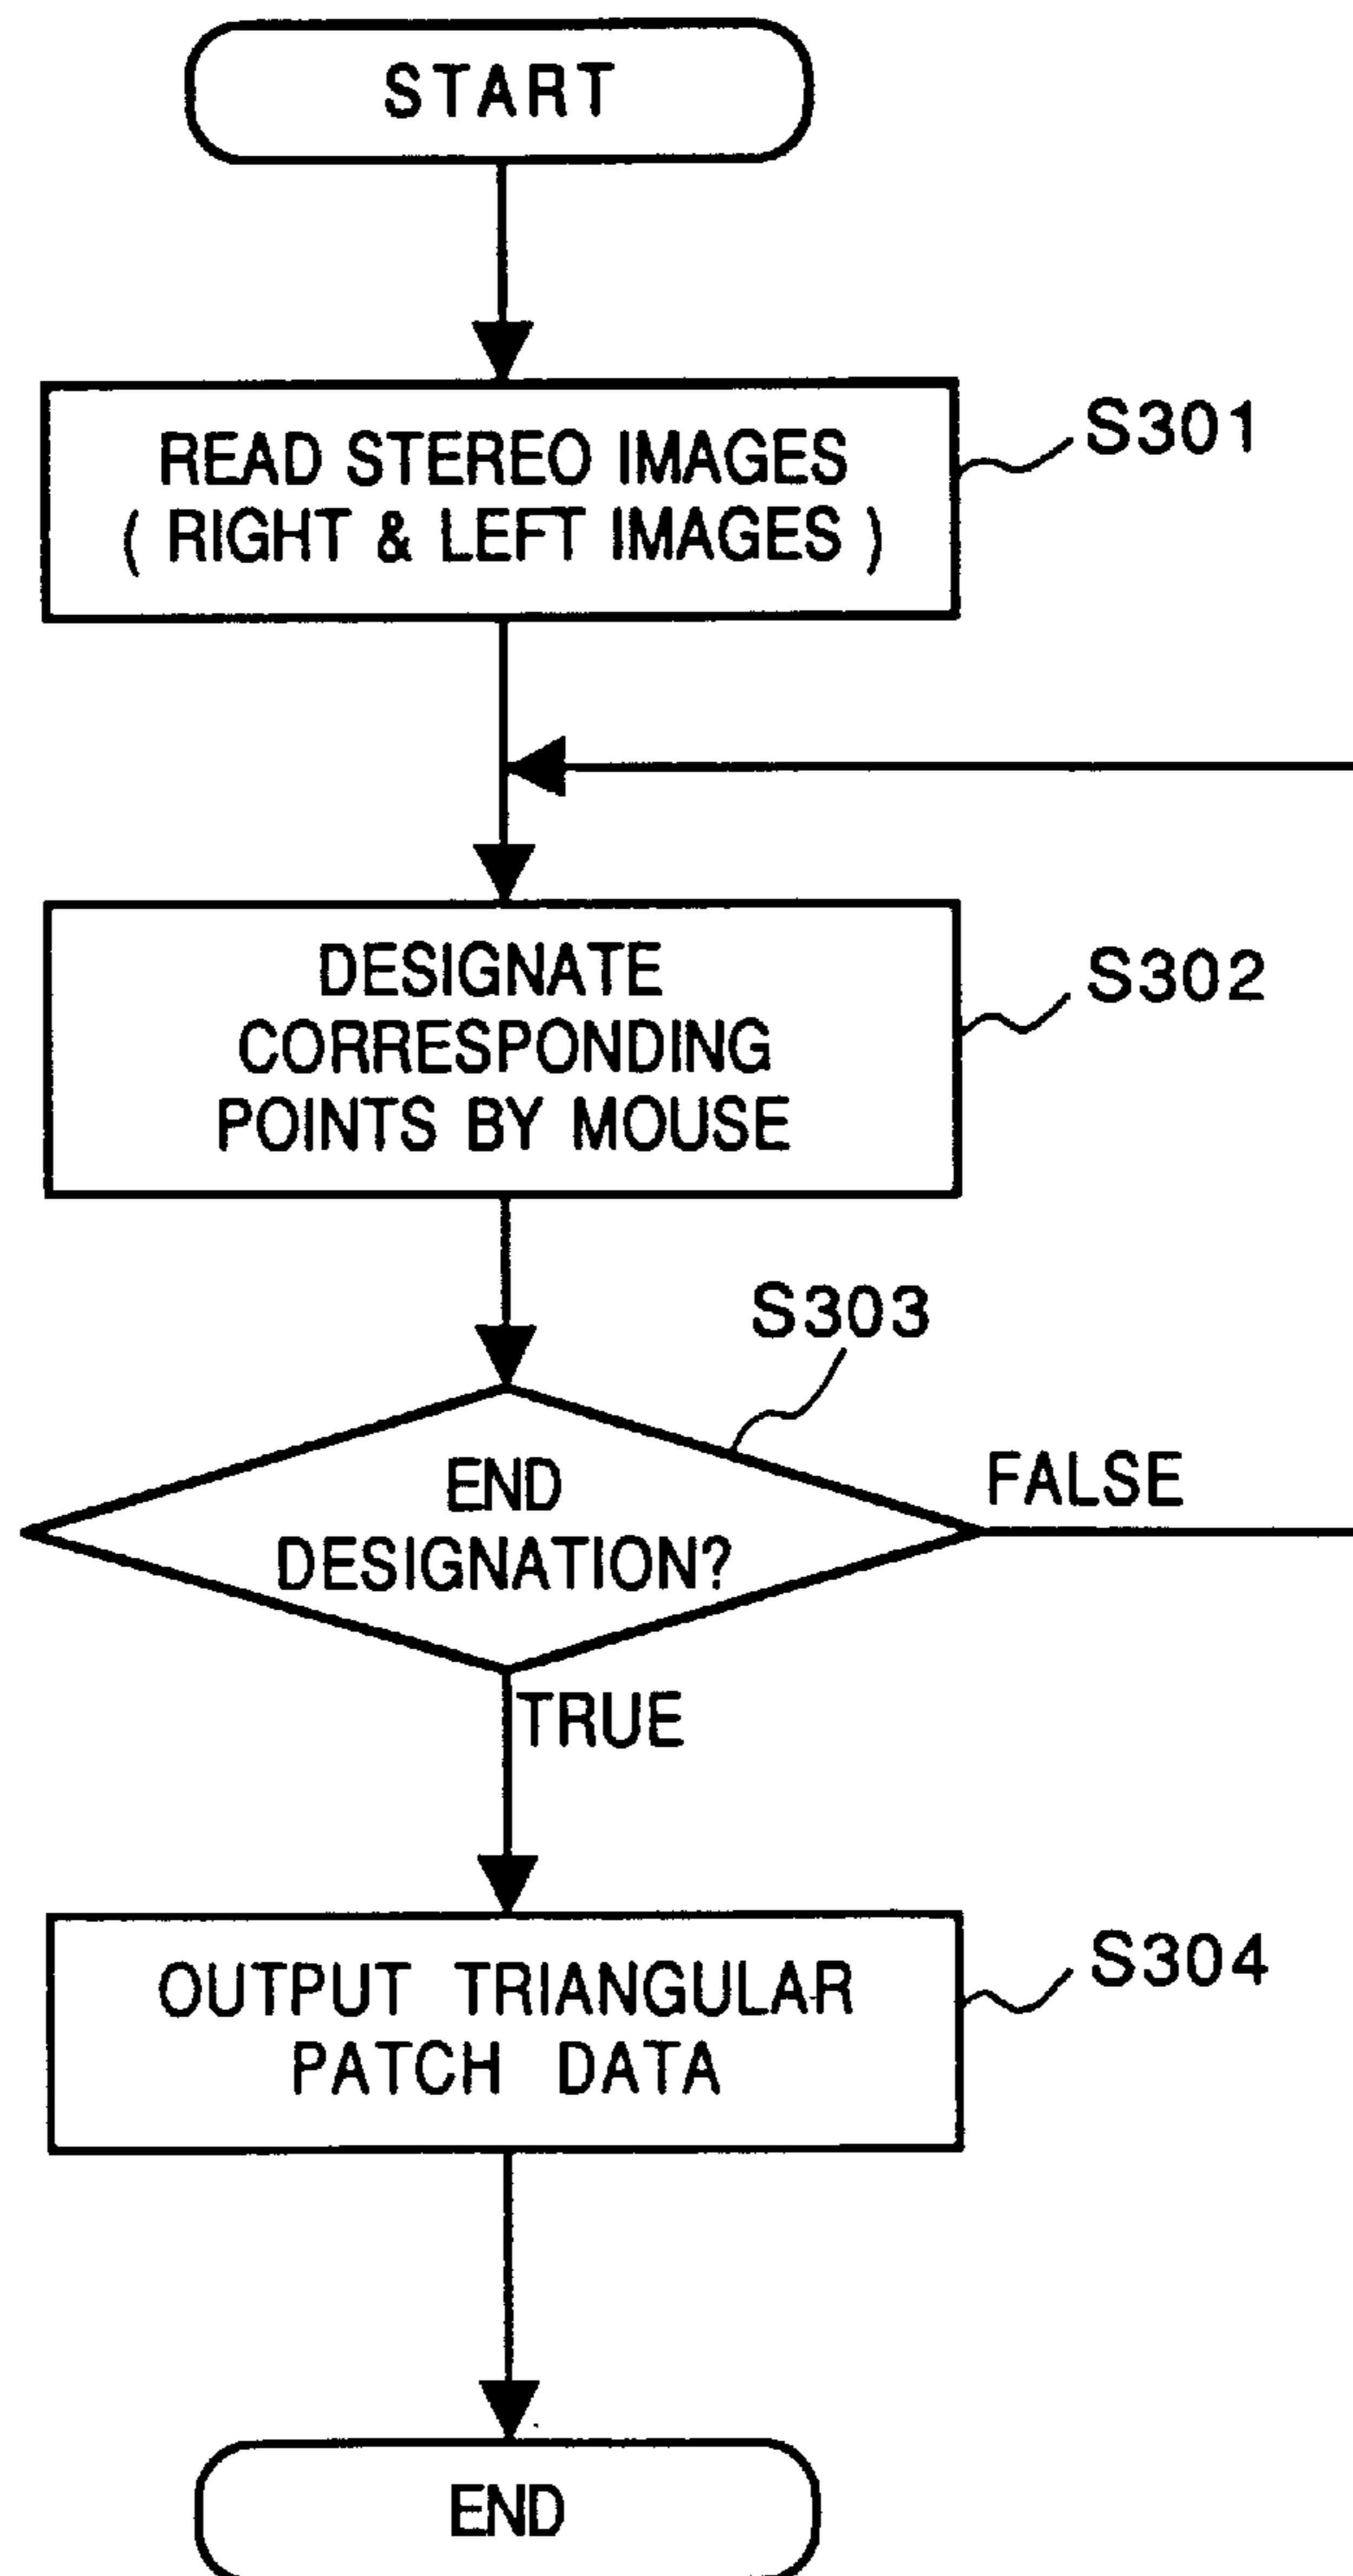 START
READ STEREO IMAGES
( RIGHT & LEFT IMAGES )
S301
DESIGNATE
CORRESPONDING
POINTS BY MOUSE
S302
S303
END
DESIGNATION?
FALSE
TRUE
OUTPUT TRIANGULAR
PATCH DATA
S304
END